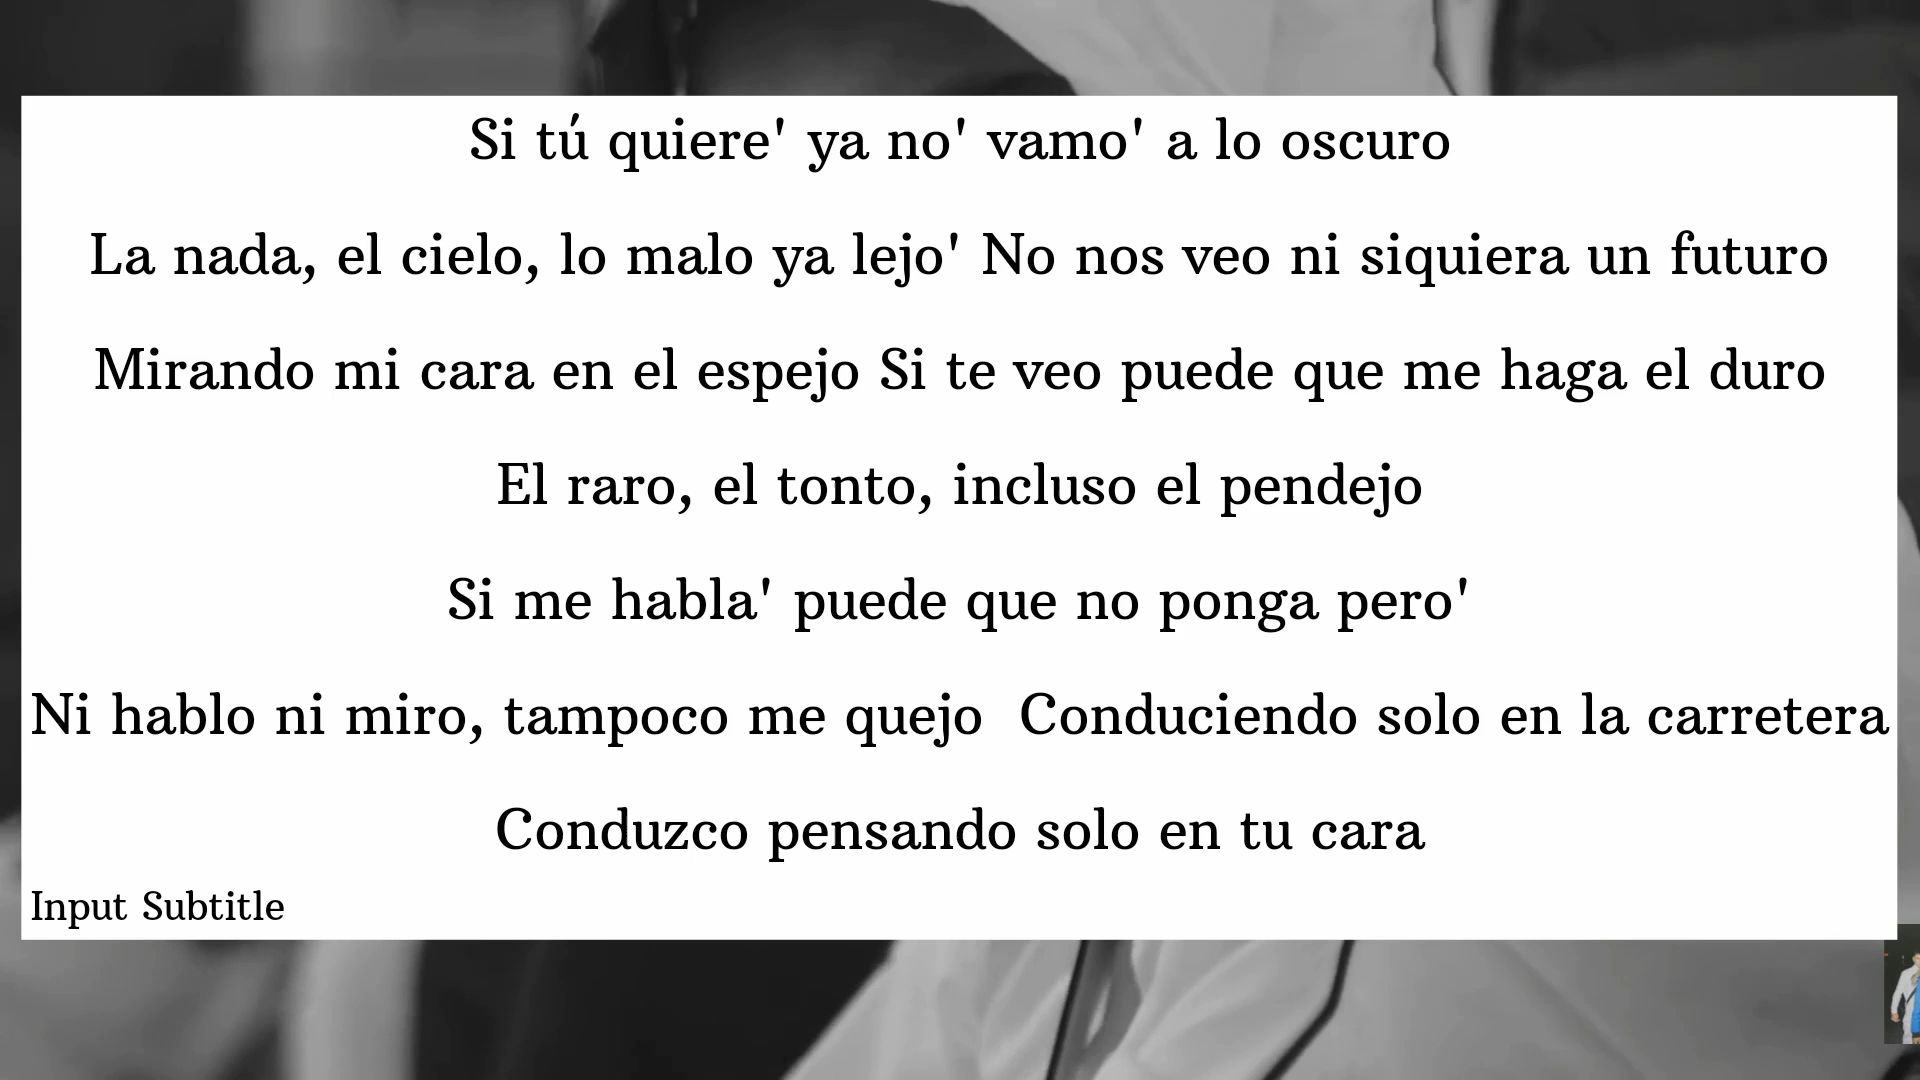 Si tú quiere' ya no' vamo' a lo oscuro
La nada, el cielo, lo malo ya lejo' No nos veo ni siquiera un futuro
Mirando mi cara en el espejo Si te veo puede que me haga el duro
El raro, el tonto, incluso el pendejo
Si me habla' puede que no ponga pero'
Ni hablo ni miro, tampoco me quejo  Conduciendo solo en la carretera
Conduzco pensando solo en tu cara
Input Subtitle